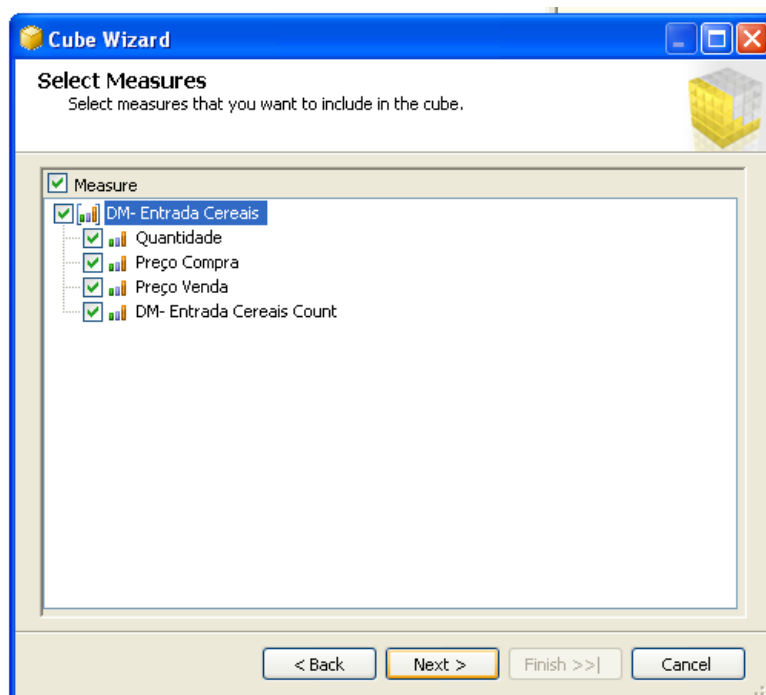 Cube Wizard
Select Measures
Select measures that you want to include in the cube.
Measure
DM- Entrada Cereais
Quantidade
Preço Compra
Preço Venda
DM- Entrada Cereais Count
< Back Next > Finish >>| Cancel